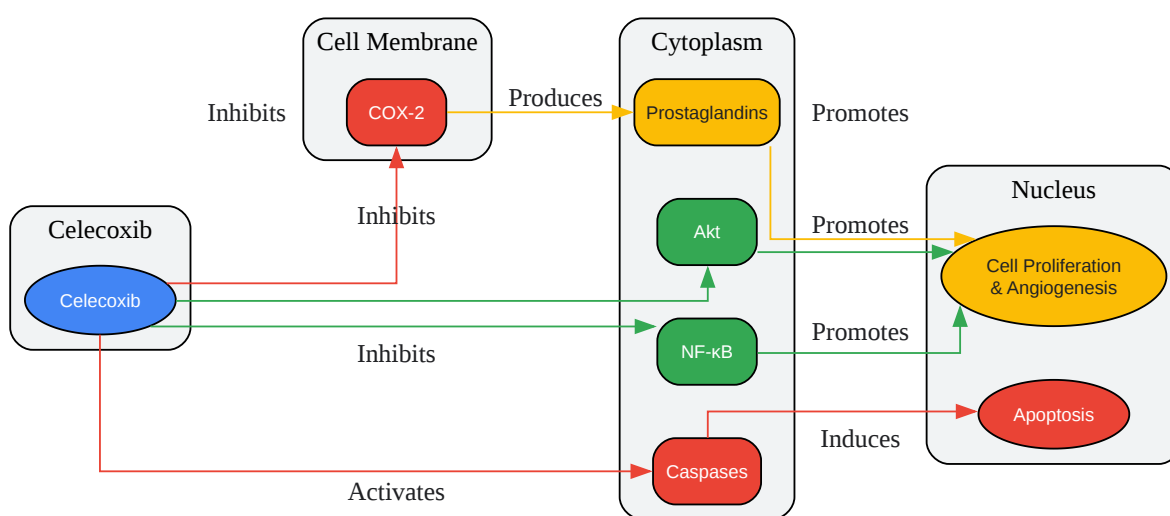 Cell Membrane
Cytoplasm
Inhibits
COX-2
Produces
Prostaglandins
Promotes
Nucleus
Celecoxib
Inhibits
Akt
Promotes
Cell Proliferation
& Angiogenesis
Celecoxib
Inhibits
NF-κB
Promotes
Apoptosis
Induces
Caspases
Activates